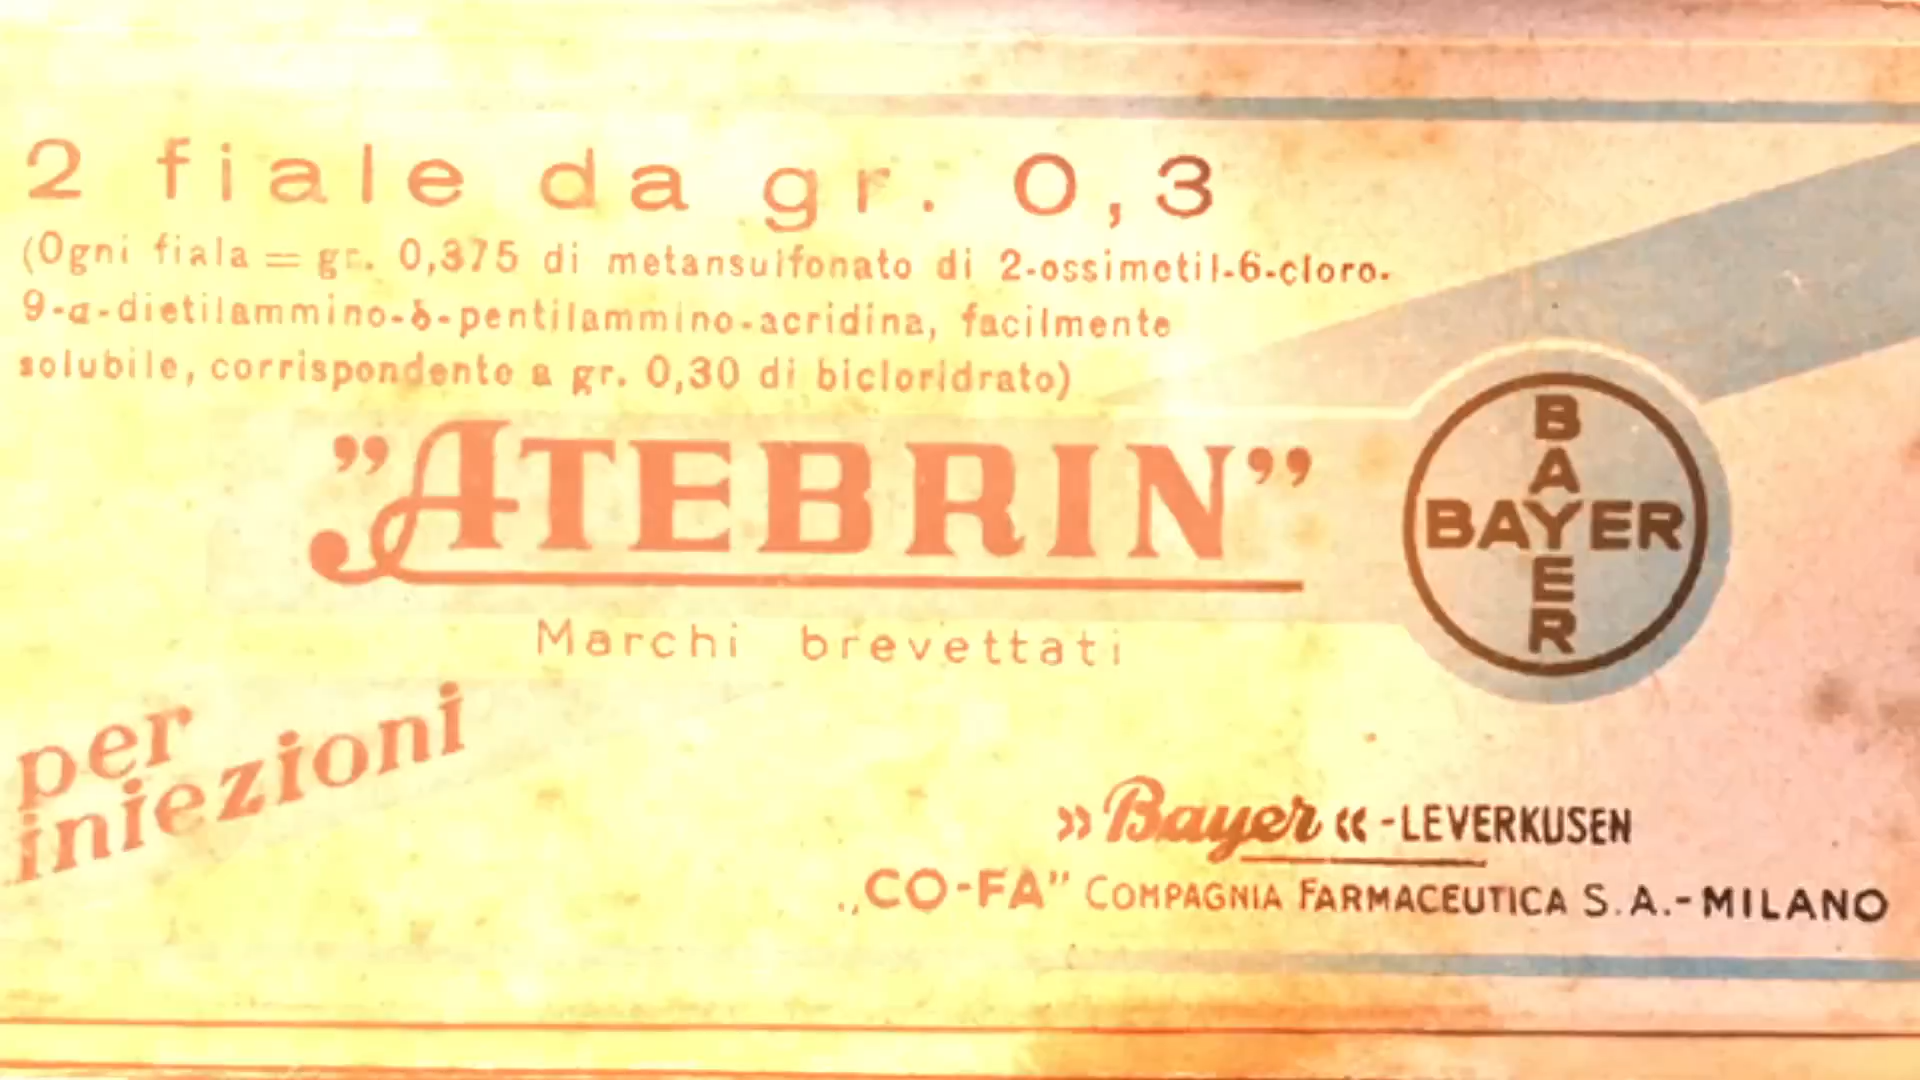 2 fiale da gr. 0,3
(Ogni fiala = gr. 0,375 di metansulfonato di 2-ossimetil-6-cloro-
9-α-dietilammino-δ-pentilammino-acridina, facilmente
solubile, corrispondente a gr. 0,30 di bicloridrato)
"ATEBRIN"
Marchi brevettati
BAYER
BAYER
per
iniezioni
»Bayer« - LEVERKUSEN
„CO-FA" COMPAGNIA FARMACEUTICA S.A. - MILANO